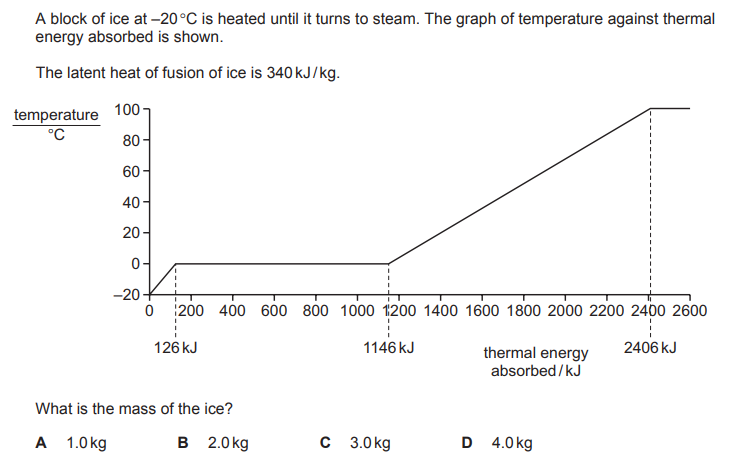 A block of ice at –20 °C is heated until it turns to steam. The graph of temperature against thermal
energy absorbed is shown.
The latent heat of fusion of ice is 340 kJ / kg.
temperature
°C
100
80
60
40
20
0
–20
0 200 400 600 800 1000 1200 1400 1600 1800 2000 2200 2400 2600
126 kJ 1146 kJ 2406 kJ
thermal energy
absorbed / kJ
What is the mass of the ice?
A 1.0 kg B 2.0 kg C 3.0 kg D 4.0 kg